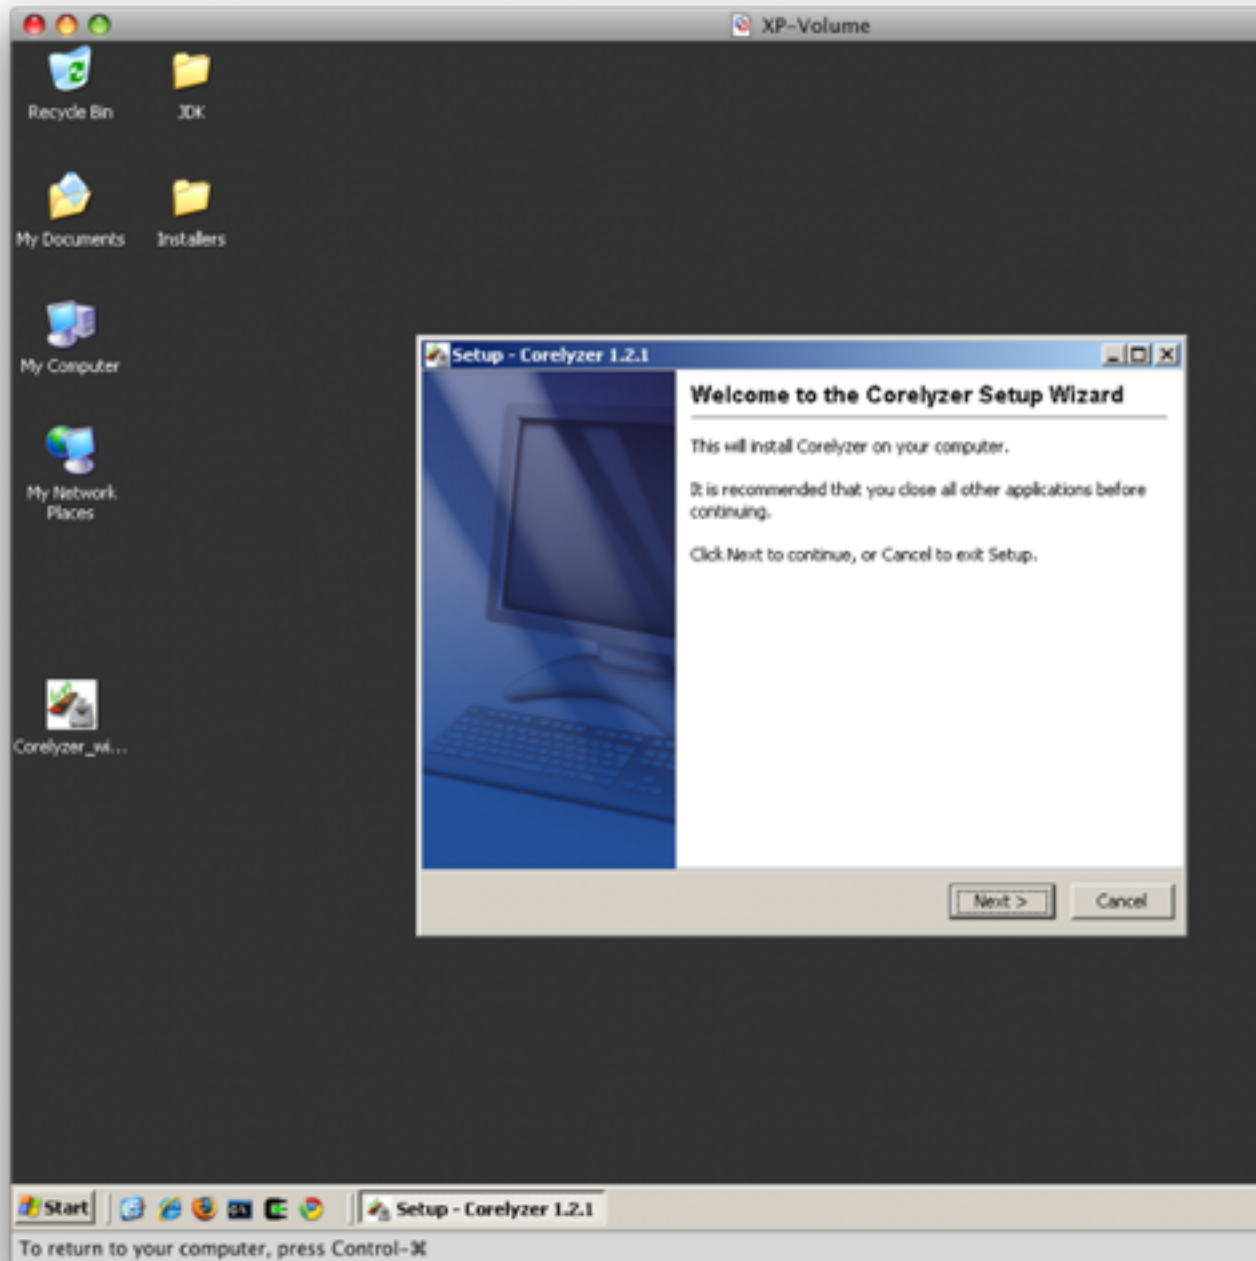 XP-Volume
Recycle Bin
JDK
My Documents
Installers
My Computer
My Network
Places
Corelyzer_wi...
Setup - Corelyzer 1.2.1
Welcome to the Corelyzer Setup Wizard
This will install Corelyzer on your computer.
It is recommended that you close all other applications before
continuing.
Click Next to continue, or Cancel to exit Setup.
Next >
Cancel
Start
Setup - Corelyzer 1.2.1
To return to your computer, press Control-⌘